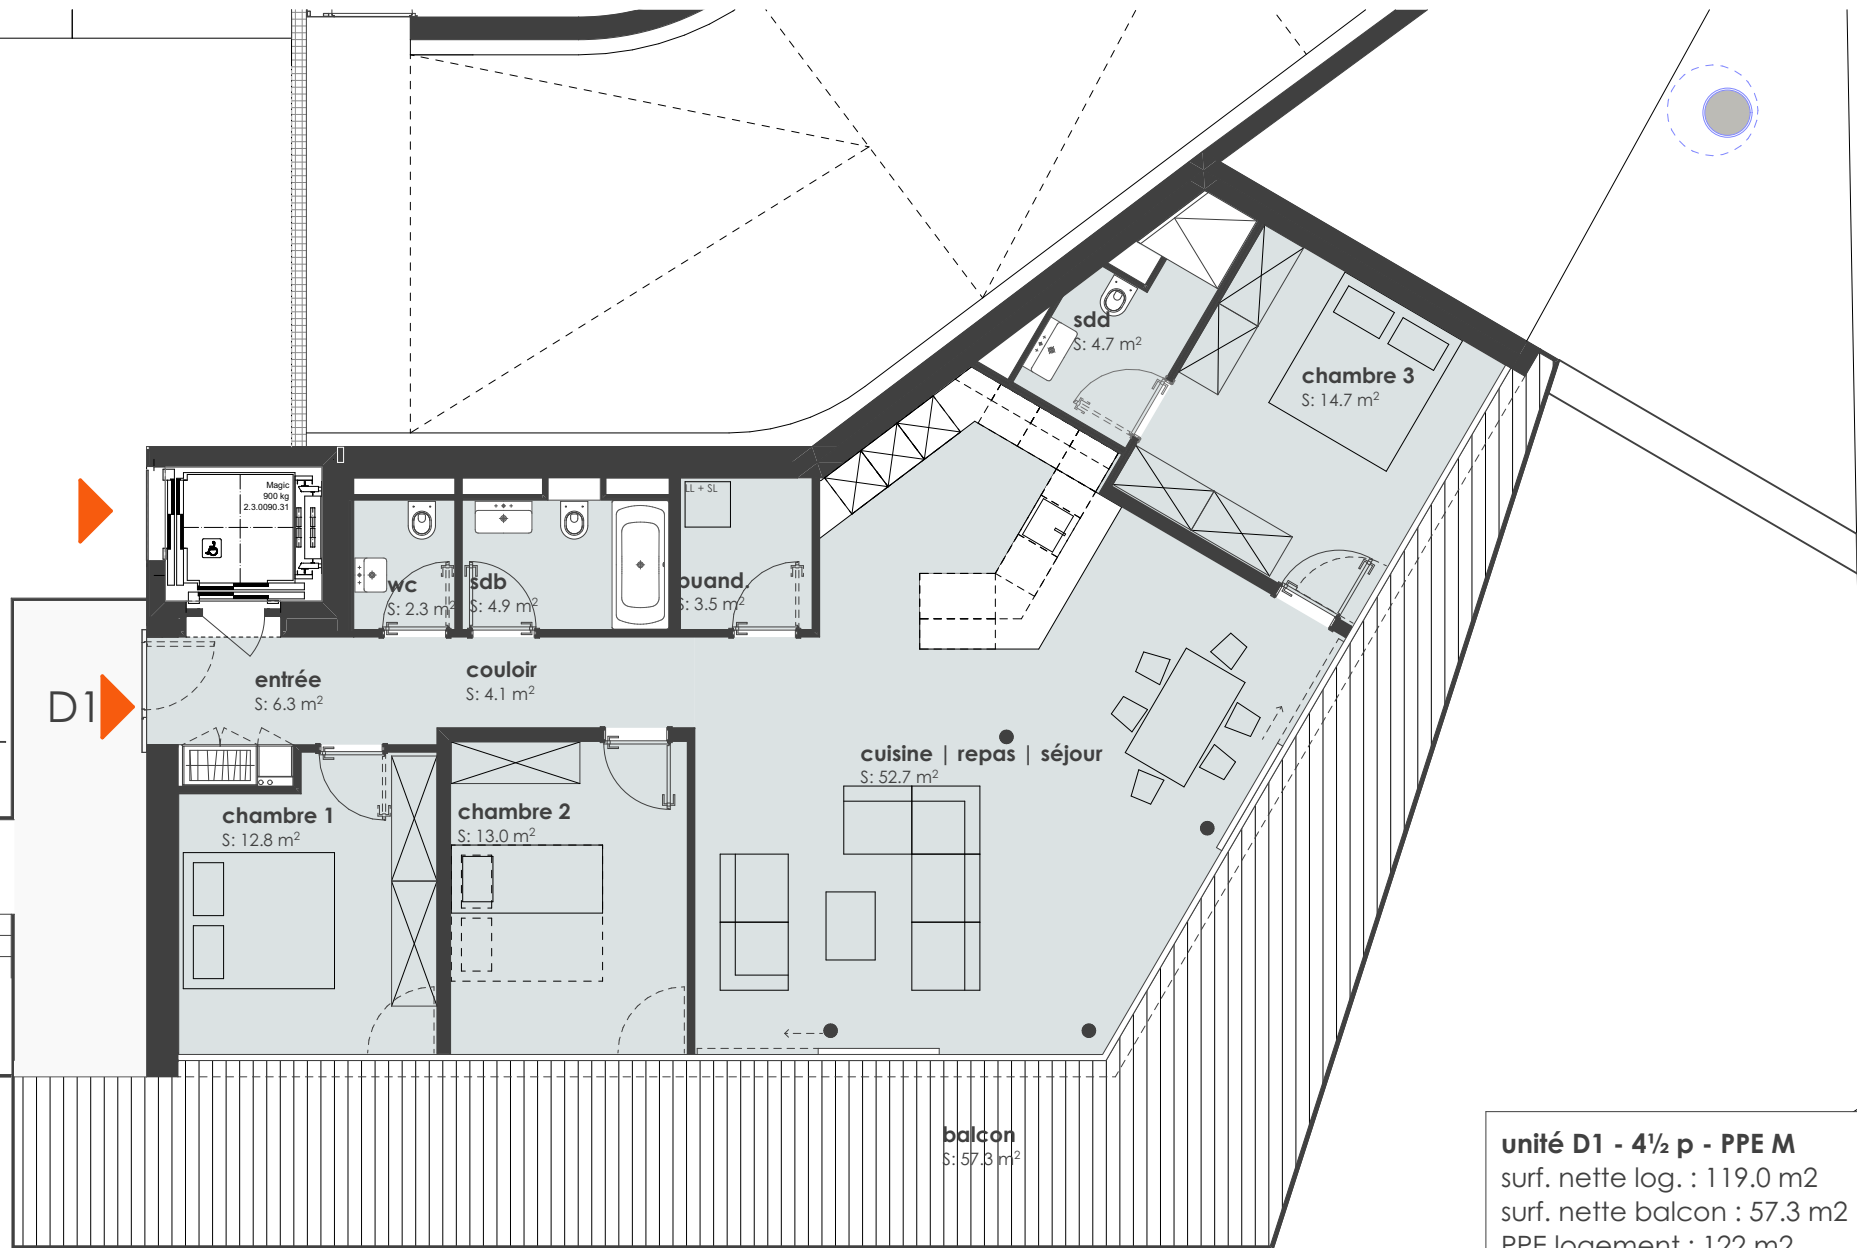 sdd
S: 4.7 m²
chambre 3
S: 14.7 m²
Magic
900 kg
2.3.0090.31
LL + SL
wc
S: 2.3 m²
sdb
S: 4.9 m²
buand.
S: 3.5 m²
entrée
S: 6.3 m²
couloir
S: 4.1 m²
D1
cuisine | repas | séjour
S: 52.7 m²
chambre 1
S: 12.8 m²
chambre 2
S: 13.0 m²
balcon
S: 57.3 m²
unité D1 - 4½ p - PPE M
surf. nette log. : 119.0 m2
surf. nette balcon : 57.3 m2
PPE logement : 122 m2